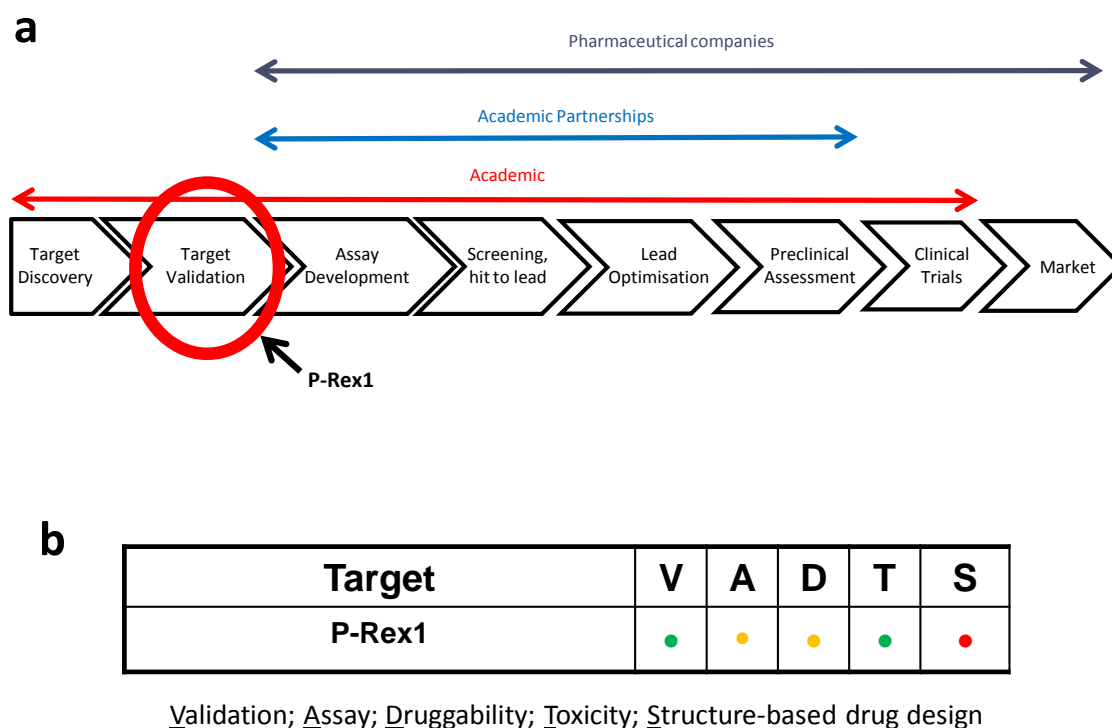 a
Pharmaceutical companies
Academic Partnerships
Academic
Target
Discovery
Target
Validation
Assay
Development
Screening,
hit to lead
Lead
Optimisation
Preclinical
Assessment
Clinical
Trials
Market
P-Rex1
b
Target V A D T S
P-Rex1
Validation; Assay; Druggability; Toxicity; Structure-based drug design